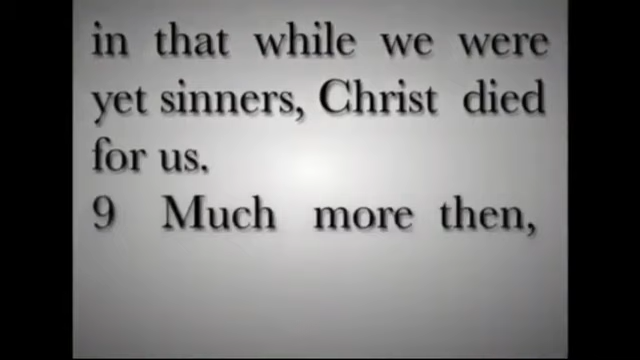 in that while we were
yet sinners, Christ died
for us.
9 Much more then,